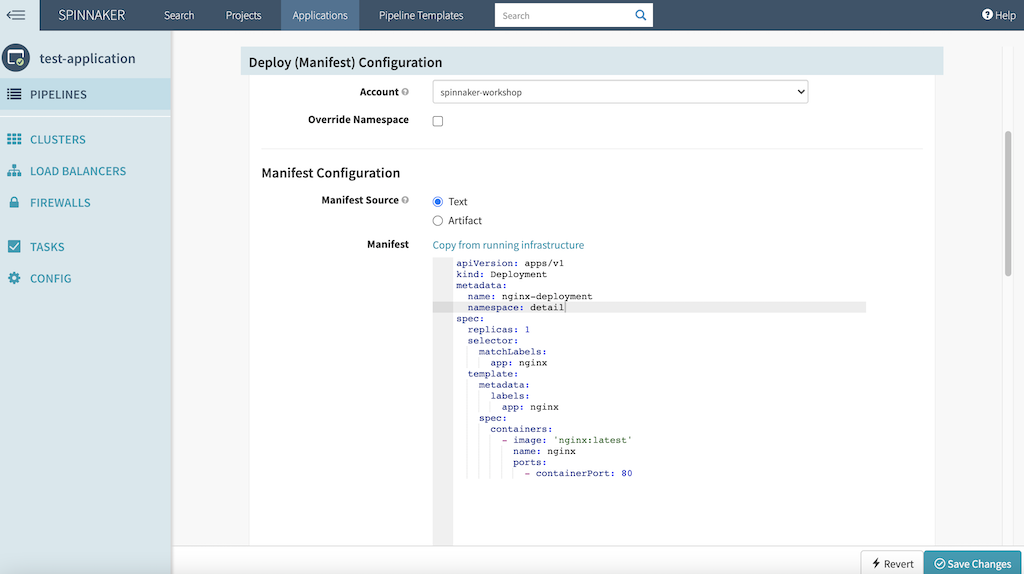 SPINNAKER Search Projects Applications Pipeline Templates Search Help
test-application
PIPELINES
CLUSTERS
LOAD BALANCERS
FIREWALLS
TASKS
CONFIG
Deploy (Manifest) Configuration
Account spinnaker-workshop
Override Namespace
Manifest Configuration
Manifest Source Text
Artifact
Manifest Copy from running infrastructure
apiVersion: apps/v1
kind: Deployment
metadata:
  name: nginx-deployment
  namespace: detail
spec:
  replicas: 1
  selector:
    matchLabels:
      app: nginx
  template:
    metadata:
      labels:
        app: nginx
    spec:
      containers:
        - image: 'nginx:latest'
          name: nginx
          ports:
            - containerPort: 80
Revert Save Changes